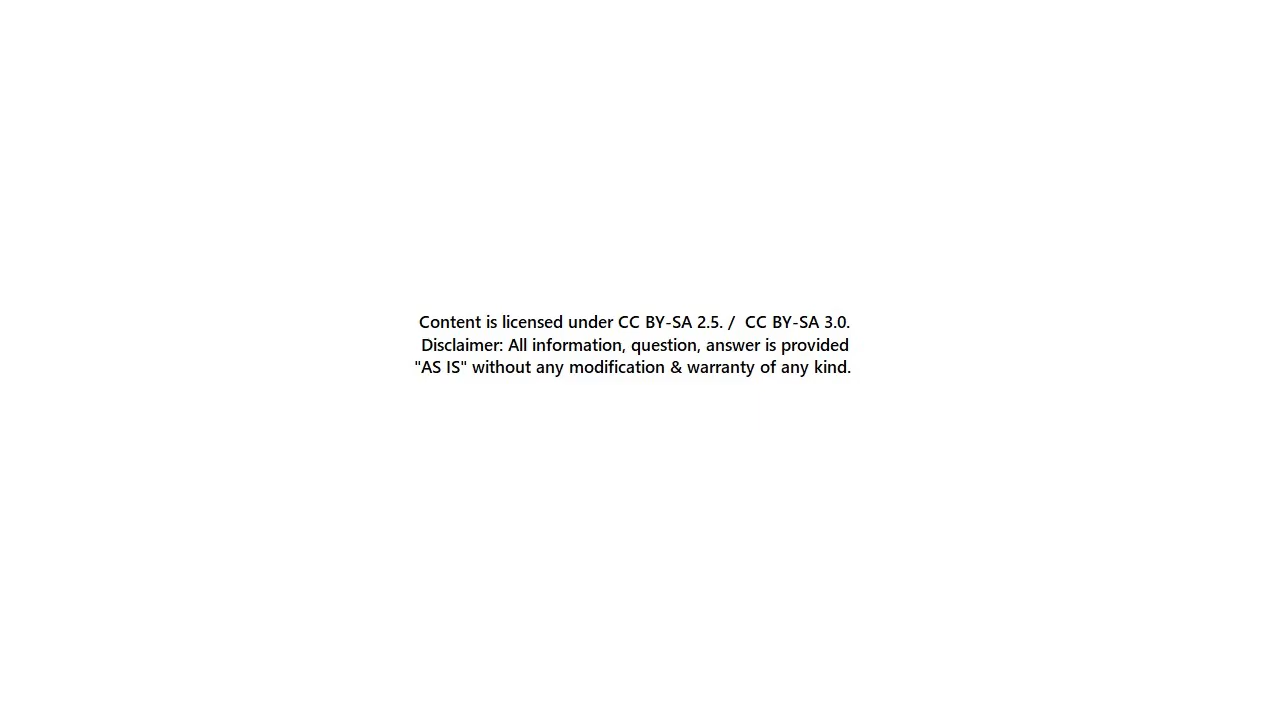 Content is licensed under CC BY-SA 2.5. /  CC BY-SA 3.0.
Disclaimer: All information, question, answer is provided
"AS IS" without any modification & warranty of any kind.